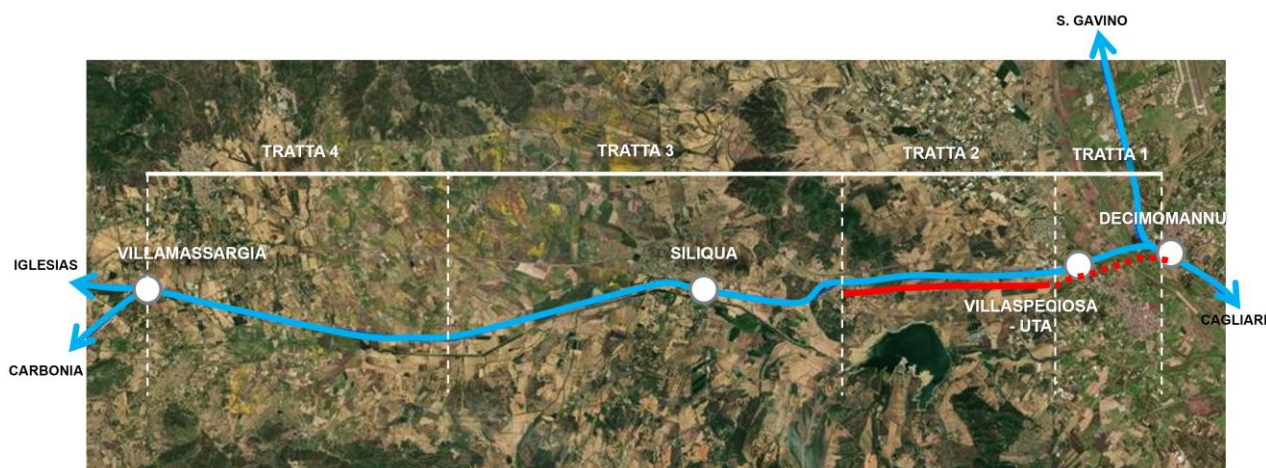 S. GAVINO
TRATTA 4
TRATTA 3
TRATTA 2
TRATTA 1
DECIMOMANNU
VILLAMASSARGIA
SILIQUA
IGLESIAS
VILLASPECIOSA
- UTA
CAGLIARI
CARBONIA